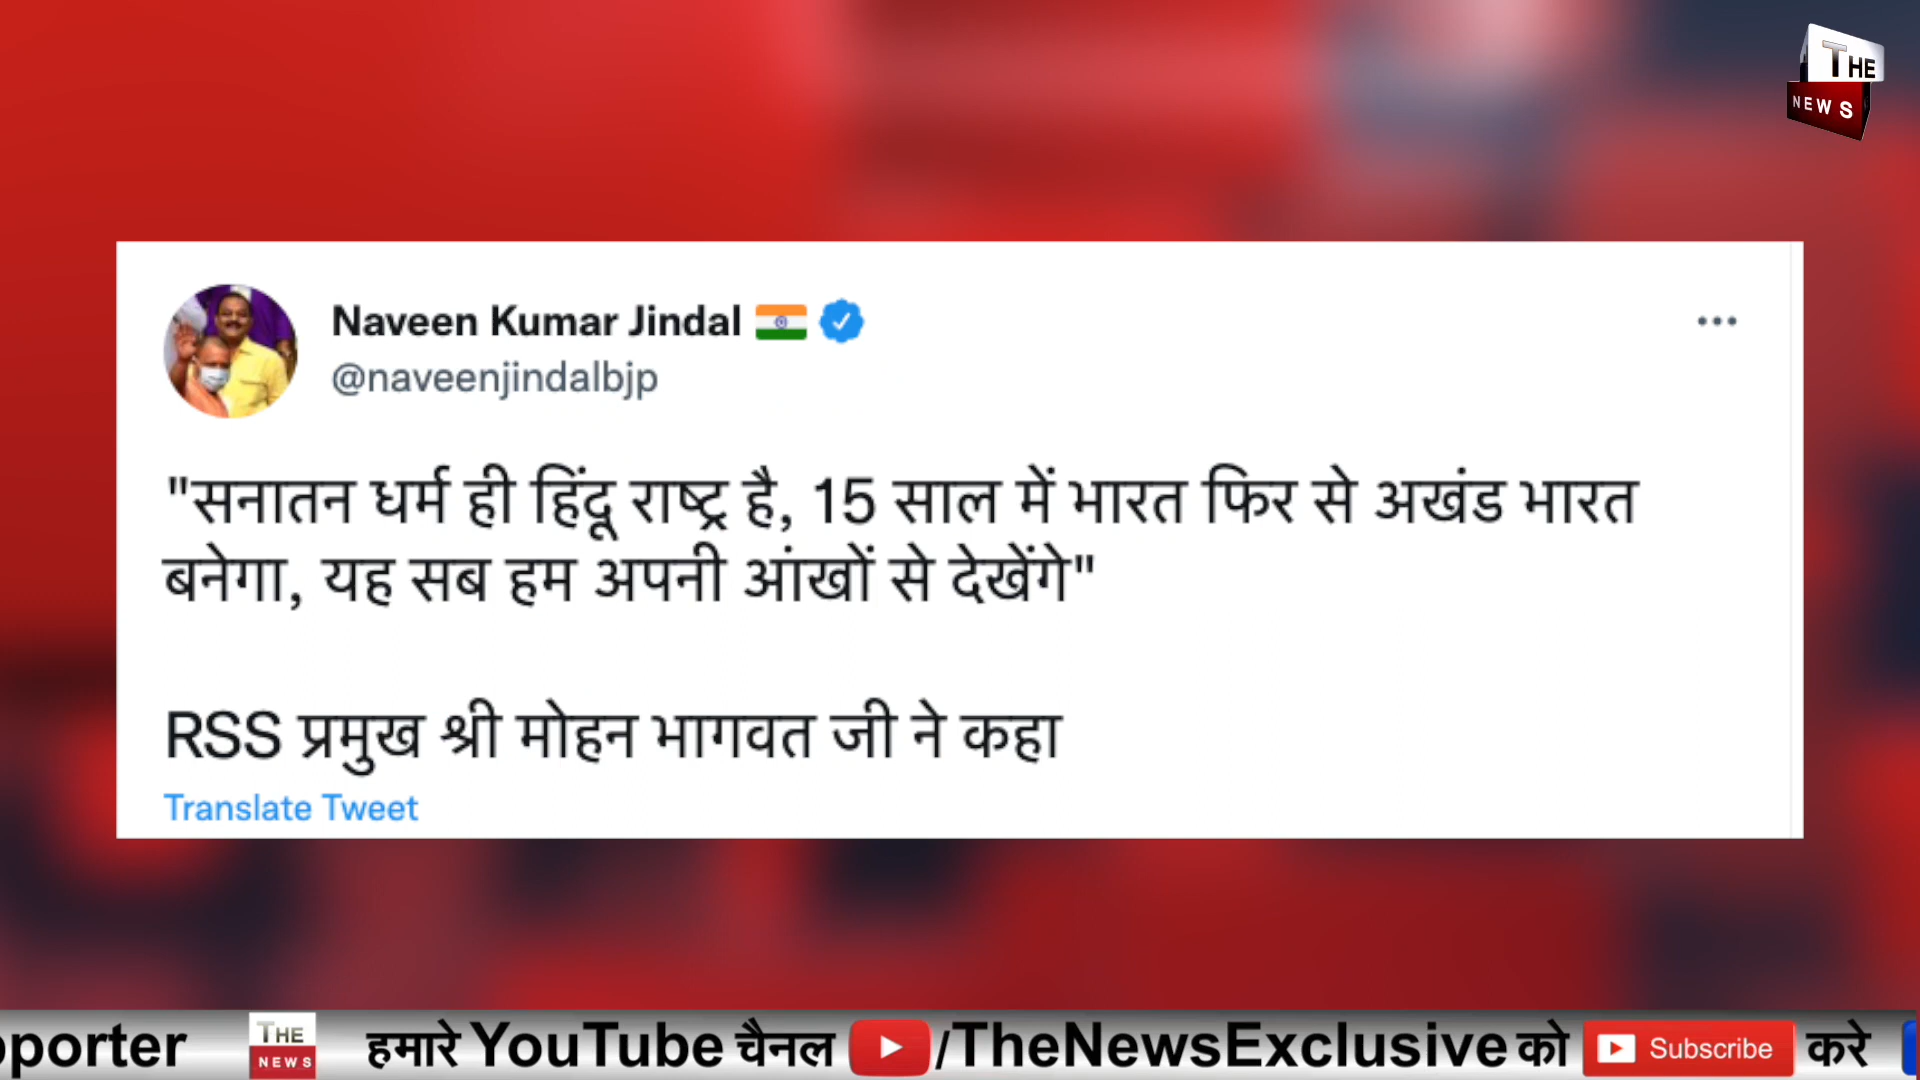 THE
NEWS
Naveen Kumar Jindal
@naveenjindalbjp
"सनातन धर्म ही हिंदू राष्ट्र है, 15 साल में भारत फिर से अखंड भारत
बनेगा, यह सब हम अपनी आंखों से देखेंगे"
RSS प्रमुख श्री मोहन भागवत जी ने कहा
Translate Tweet
pporter THE NEWS हमारे YouTube चैनल /TheNewsExclusive को Subscribe करे